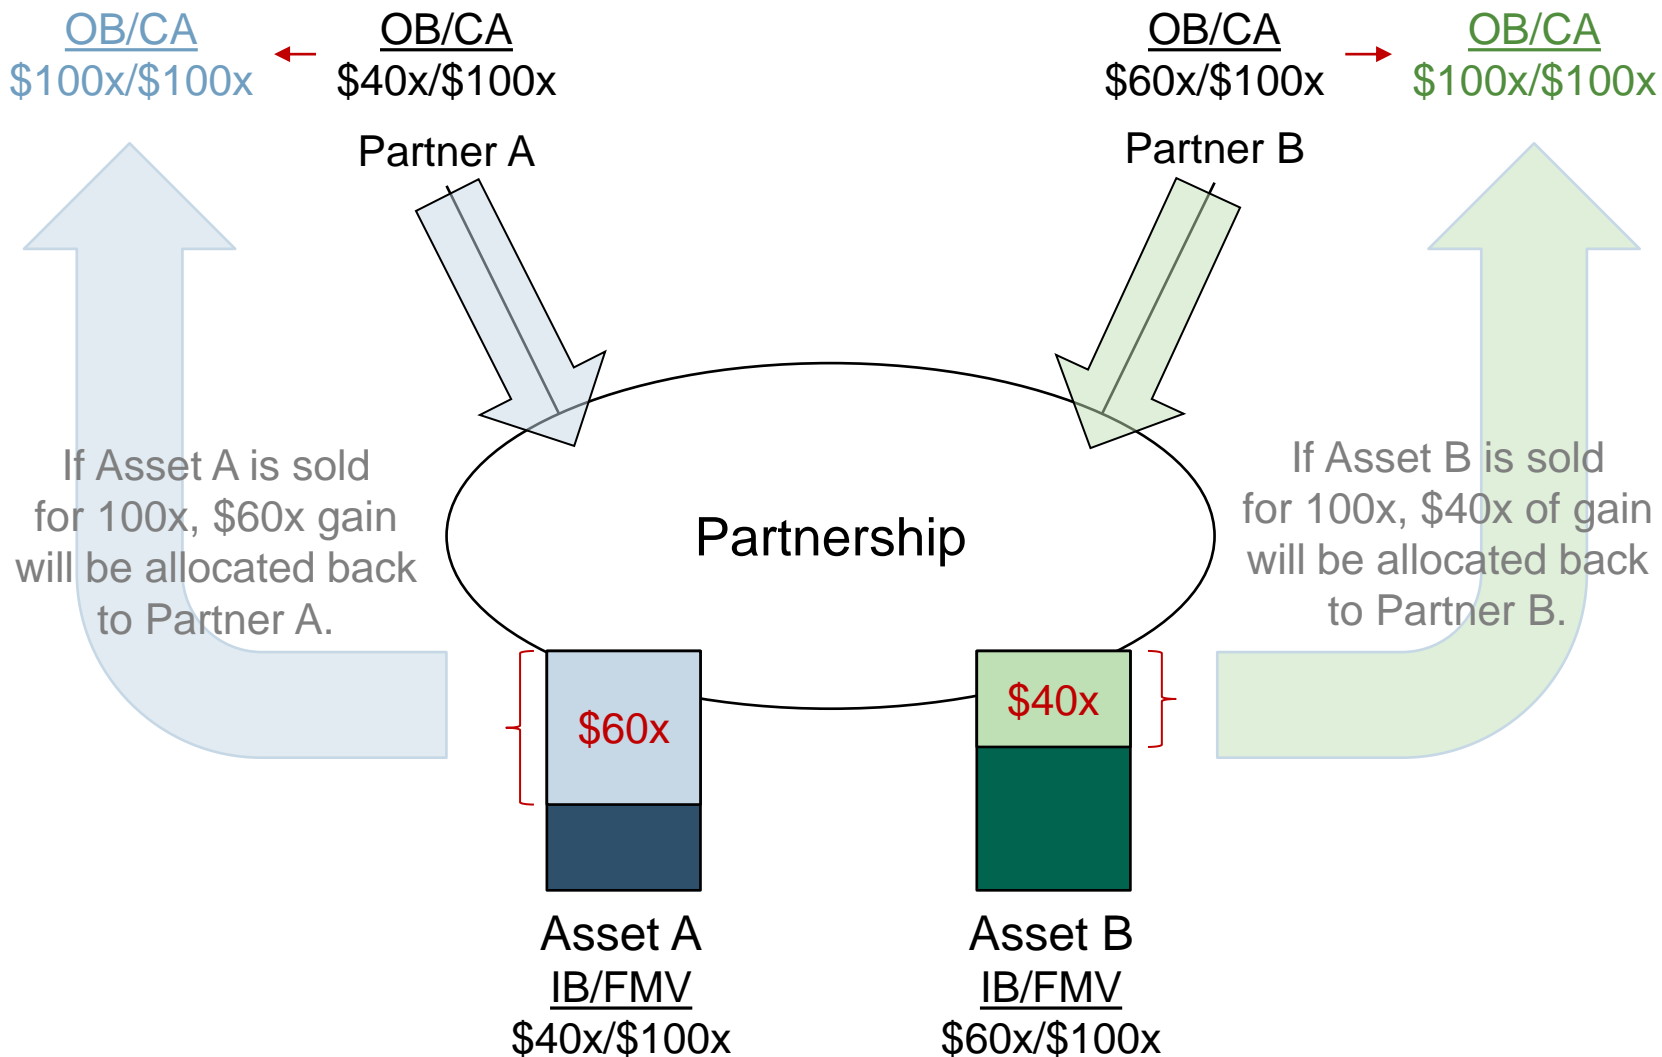 OB/CA
$100x/$100x
OB/CA
$40x/$100x
OB/CA
$60x/$100x
OB/CA
$100x/$100x
Partner A
Partner B
If Asset A is sold
for 100x, $60x gain
will be allocated back
to Partner A.
Partnership
If Asset B is sold
for 100x, $40x of gain
will be allocated back
to Partner B.
$60x
$40x
Asset A
IB/FMV
$40x/$100x
Asset B
IB/FMV
$60x/$100x